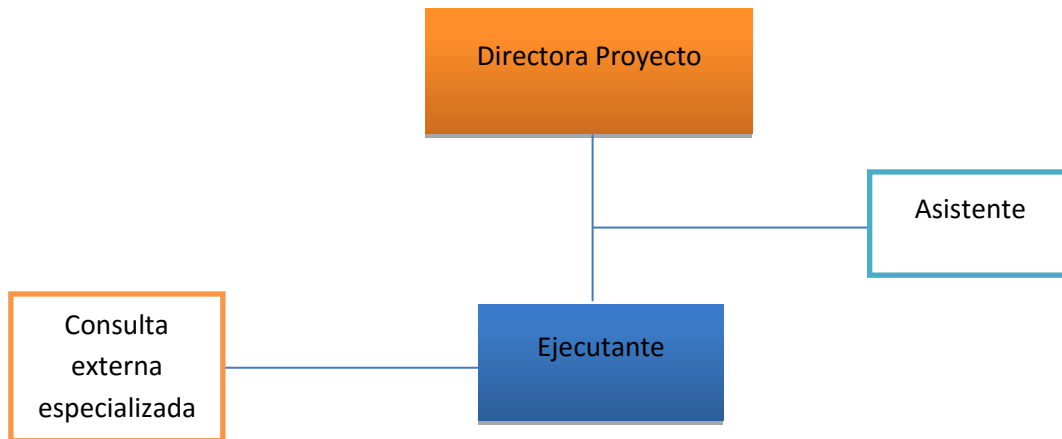 Directora Proyecto
Asistente
Consulta
externa
especializada
Ejecutante